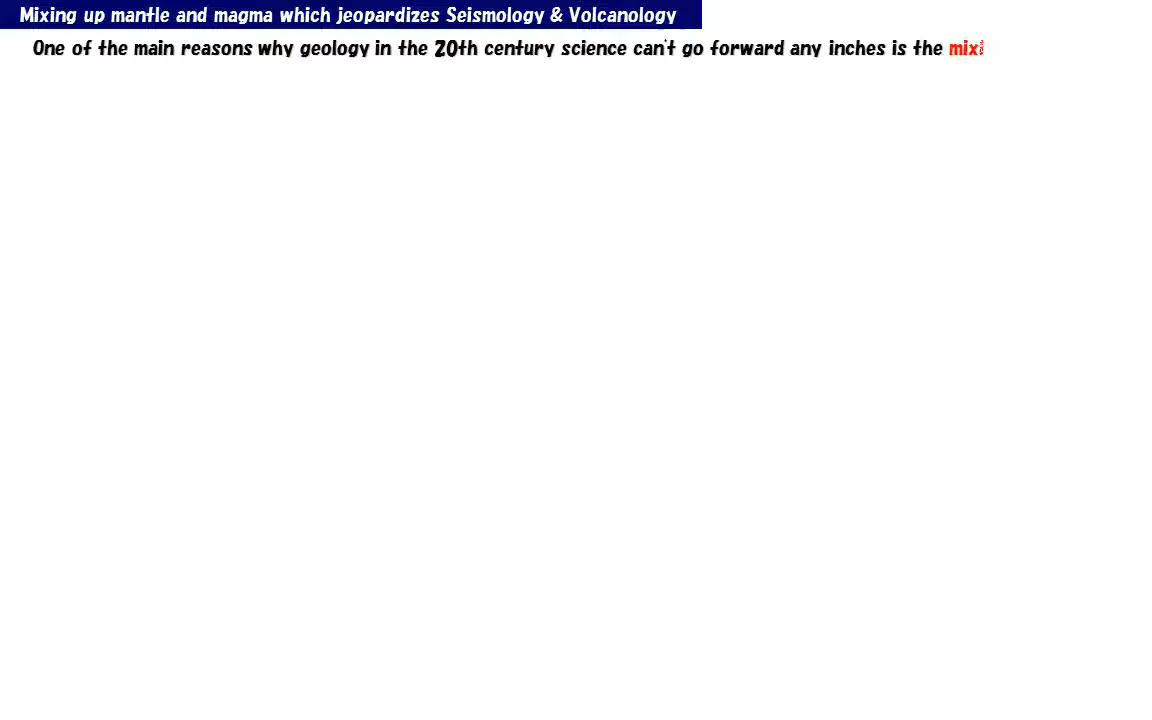 Mixing up mantle and magma which jeopardizes Seismology & Volcanology
One of the main reasons why geology in the 20th century science can't go forward any inches is the